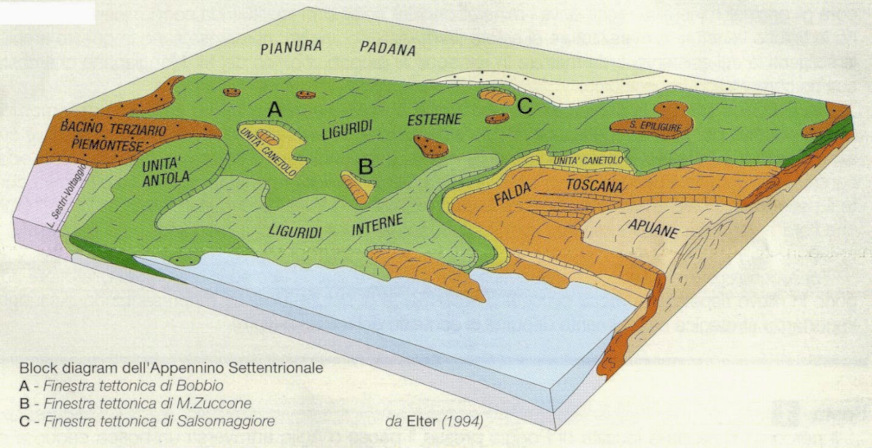 PIANURA PADANA
A
C
BACINO TERZIARIO
PIEMONTESE
LIGURIDI ESTERNE
S. EPILIGURE
UNITA' CANETOLO
UNITA' CANETOLO
UNITA'
ANTOLA
B
L. Sestri-Voltaggio
FALDA TOSCANA
APUANE
LIGURIDI INTERNE
Block diagram dell'Appennino Settentrionale
A - Finestra tettonica di Bobbio
B - Finestra tettonica di M.Zuccone
C - Finestra tettonica di Salsomaggiore
da Elter (1994)